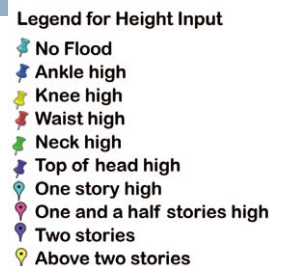 Legend for Height Input
No Flood
Ankle high
Knee high
Waist high
Neck high
Top of head high
One story high
One and a half stories high
Two stories
Above two stories